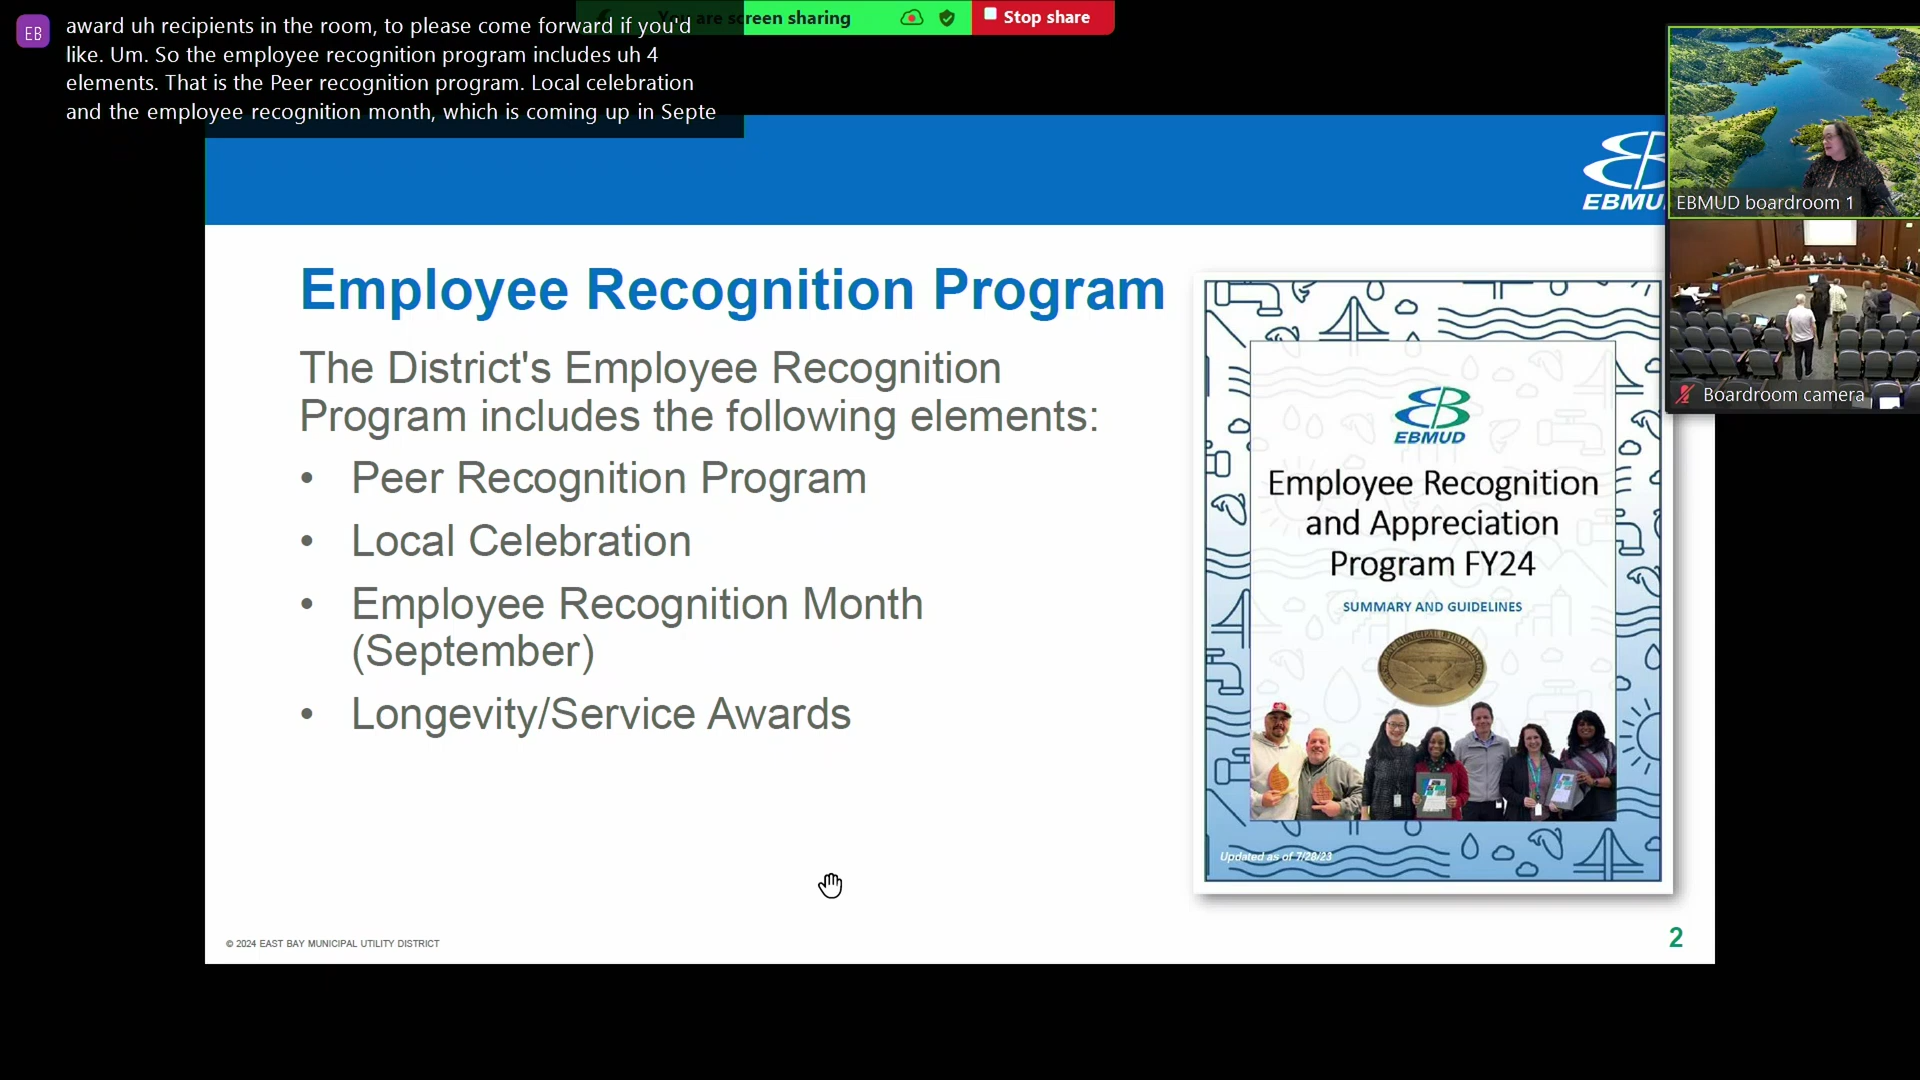 EB
award uh recipients in the room, to please come forward if you'd
like. Um. So the employee recognition program includes uh 4
elements. That is the Peer recognition program. Local celebration
and the employee recognition month, which is coming up in Septe
You are screen sharing
Stop share
EBMU
EBMUD boardroom 1
Boardroom camera
Employee Recognition Program
The District's Employee Recognition
Program includes the following elements:
• Peer Recognition Program
• Local Celebration
• Employee Recognition Month
(September)
• Longevity/Service Awards
EBMUD
Employee Recognition
and Appreciation
Program FY24
SUMMARY AND GUIDELINES
Updated as of 7/28/23
© 2024 EAST BAY MUNICIPAL UTILITY DISTRICT
2